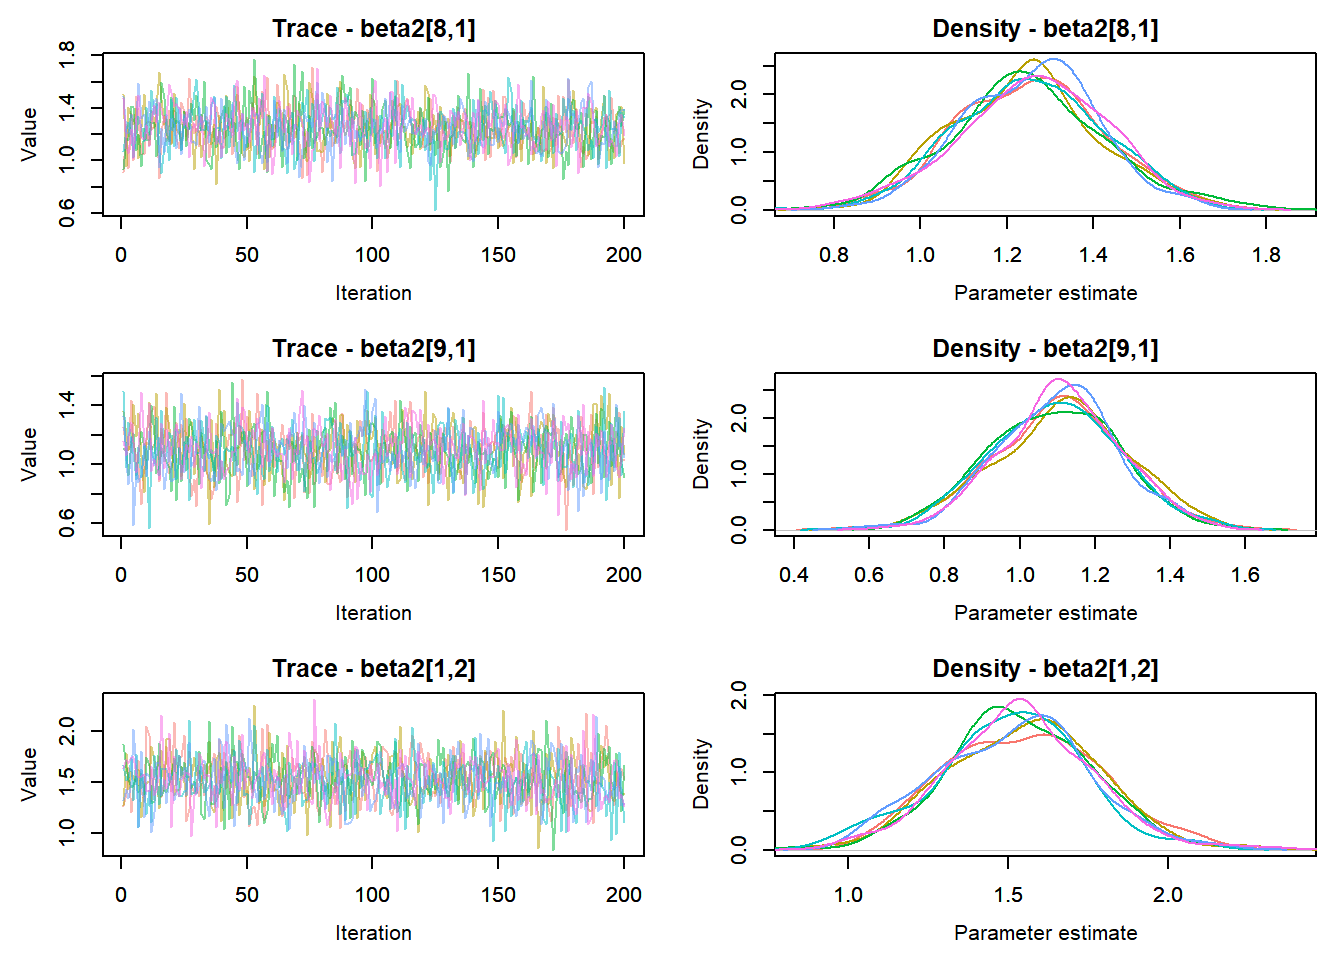 Trace - beta2[8,1]
Value
0.6 1.0 1.4 1.8
0 50 100 150 200
Iteration
Density - beta2[8,1]
Density
0.0 1.0 2.0
0.8 1.0 1.2 1.4 1.6 1.8
Parameter estimate
Trace - beta2[9,1]
Value
0.6 1.0 1.4
0 50 100 150 200
Iteration
Density - beta2[9,1]
Density
0.0 1.0 2.0
0.4 0.6 0.8 1.0 1.2 1.4 1.6
Parameter estimate
Trace - beta2[1,2]
Value
1.0 1.5 2.0
0 50 100 150 200
Iteration
Density - beta2[1,2]
Density
0.0 1.0 2.0
1.0 1.5 2.0
Parameter estimate